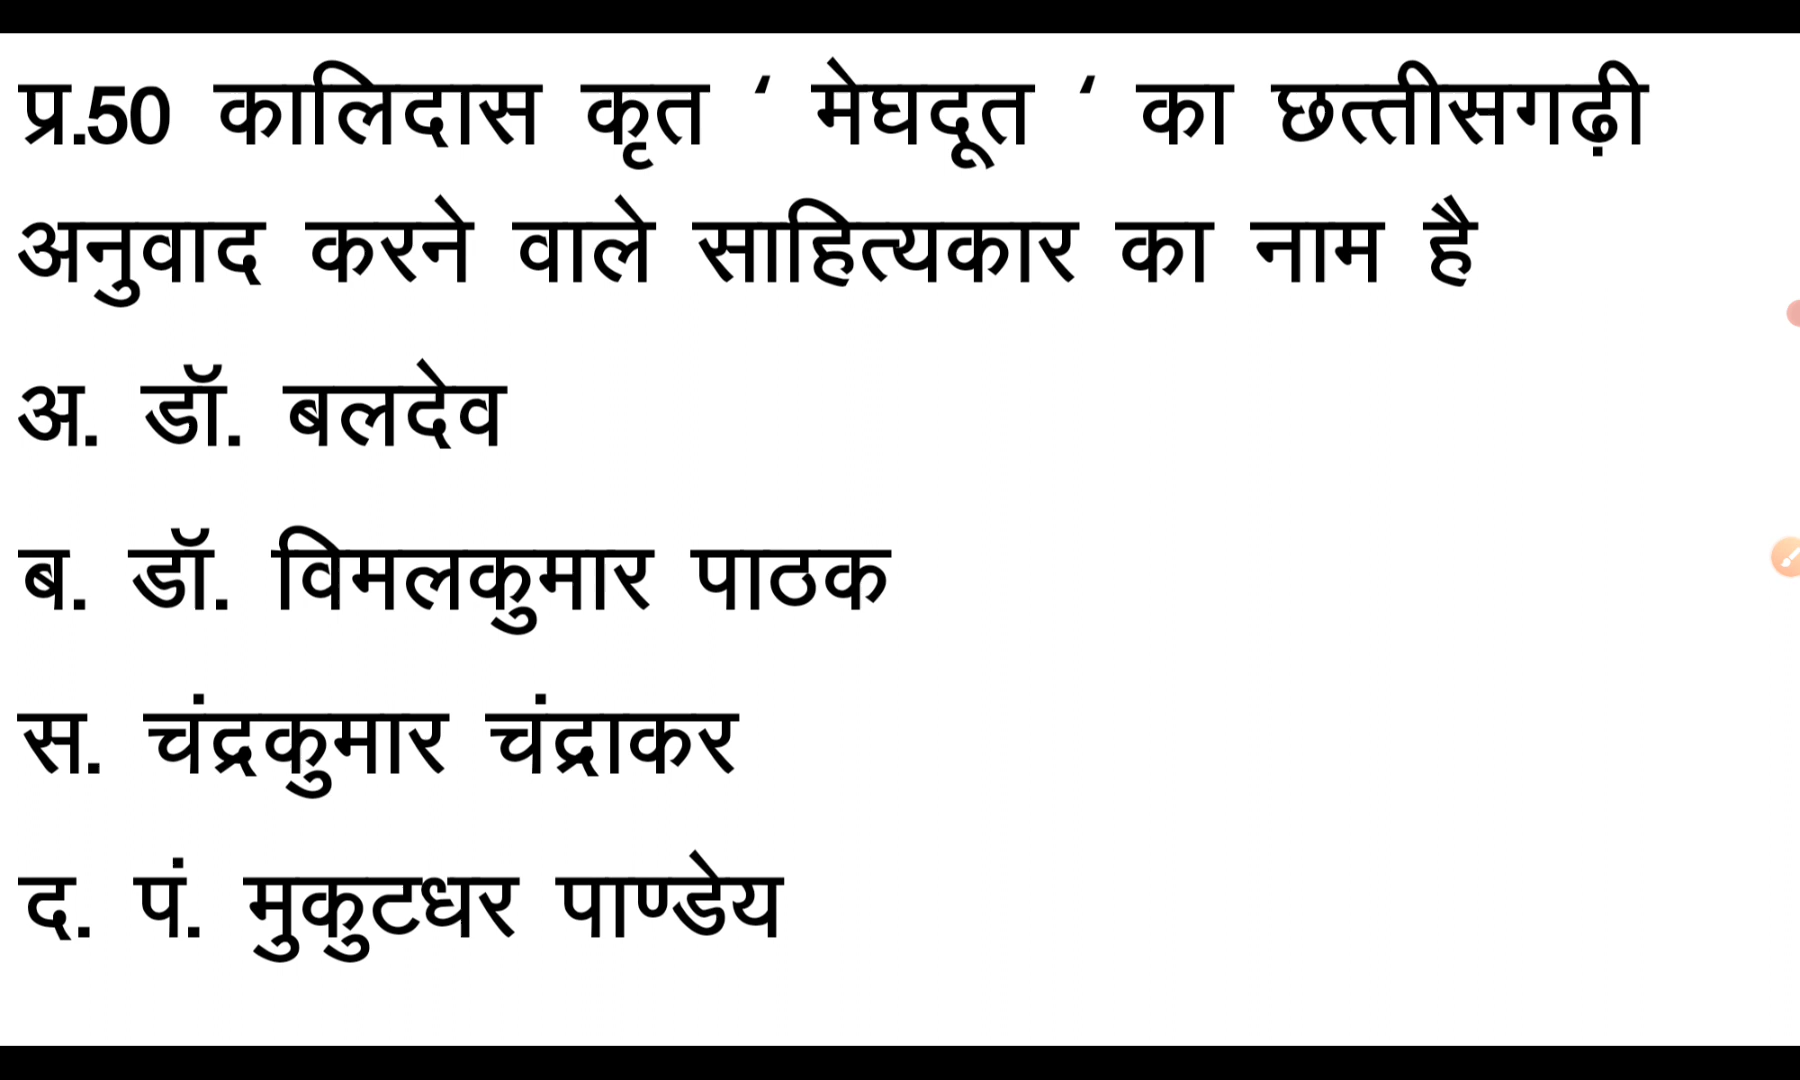 प्र.50 कालिदास कृत ‘ मेघदूत ‘ का छत्तीसगढ़ी
अनुवाद करने वाले साहित्यकार का नाम है
अ. डॉ. बलदेव
ब. डॉ. विमलकुमार पाठक
स. चंद्रकुमार चंद्राकर
द. पं. मुकुटधर पाण्डेय